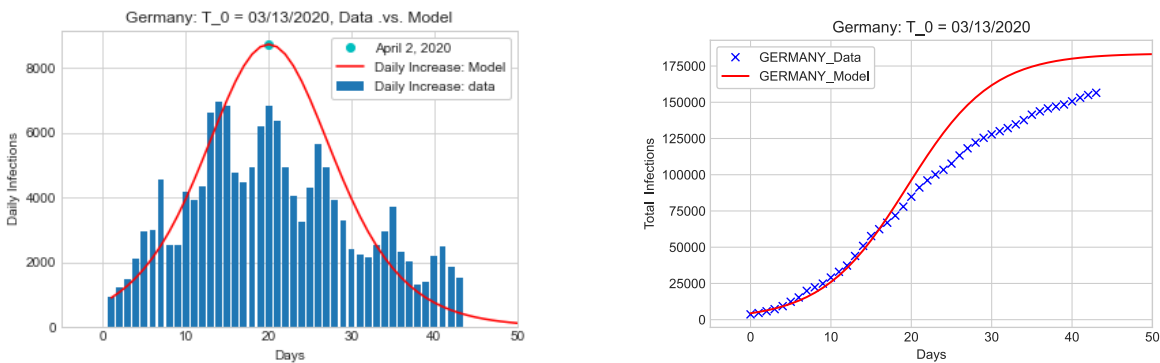 Germany: T_0 = 03/13/2020, Data .vs. Model
April 2, 2020
Daily Increase: Model
Daily Increase: data
Daily Infections
8000
6000
4000
2000
0
0 10 20 30 40 50
Days
Germany: T_0 = 03/13/2020
GERMANY_Data
GERMANY_Model
Total Infections
175000
150000
125000
100000
75000
50000
25000
0
0 10 20 30 40 50
Days